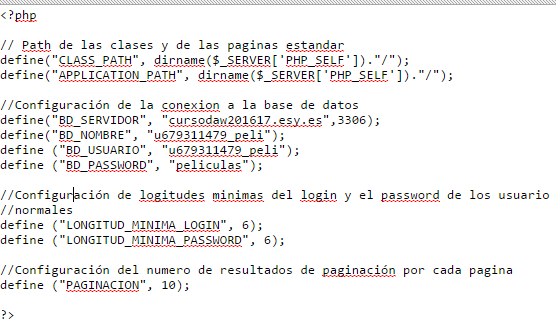 <?php
// Path de las clases y de las paginas estandar
define("CLASS_PATH", dirname($_SERVER['PHP_SELF'])."/");
define("APPLICATION_PATH", dirname($_SERVER['PHP_SELF'])."/");
//Configuración de la conexion a la base de datos
define("BD_SERVIDOR", "cursodaw201617.esy.es",3306);
define("BD_NOMBRE", "u679311479_peli");
define ("BD_USUARIO", "u679311479_peli");
define ("BD_PASSWORD", "peliculas");
//Configuración de logitudes minimas del login y el password de los usuario
//normales
define ("LONGITUD_MINIMA_LOGIN", 6);
define ("LONGITUD_MINIMA_PASSWORD", 6);
//Configuración del numero de resultados de paginación por cada pagina
define ("PAGINACION", 10);
?>